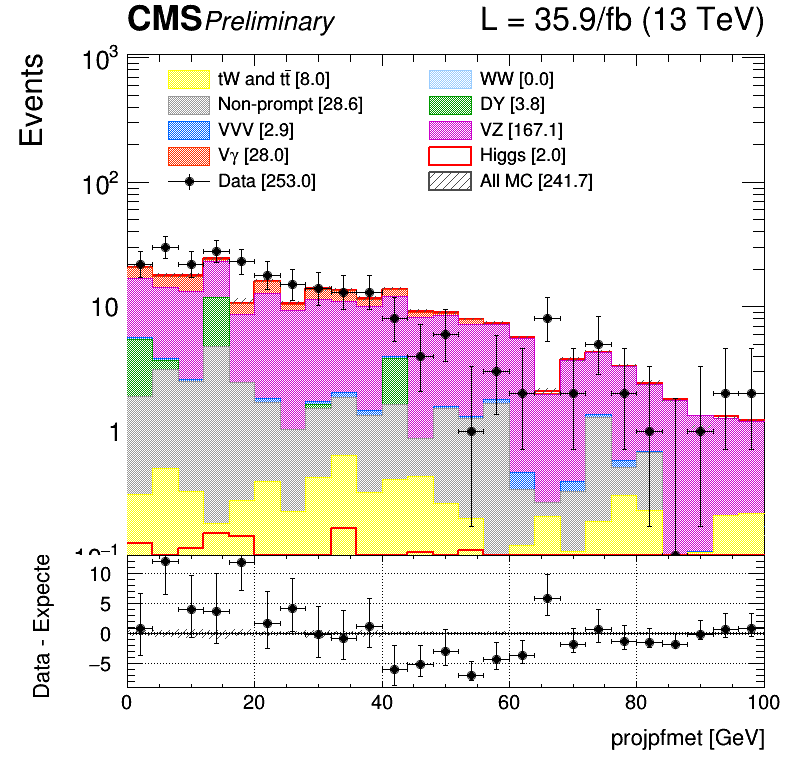 CMS Preliminary L = 35.9/fb (13 TeV)
Events
10³
10²
10
1
10⁻¹
tW and tt̄ [8.0] WW [0.0]
Non-prompt [28.6] DY [3.8]
VVV [2.9] VZ [167.1]
Vγ [28.0] Higgs [2.0]
Data [253.0] All MC [241.7]
Data - Expecte
10
5
0
−5
0 20 40 60 80 100
projpfmet [GeV]